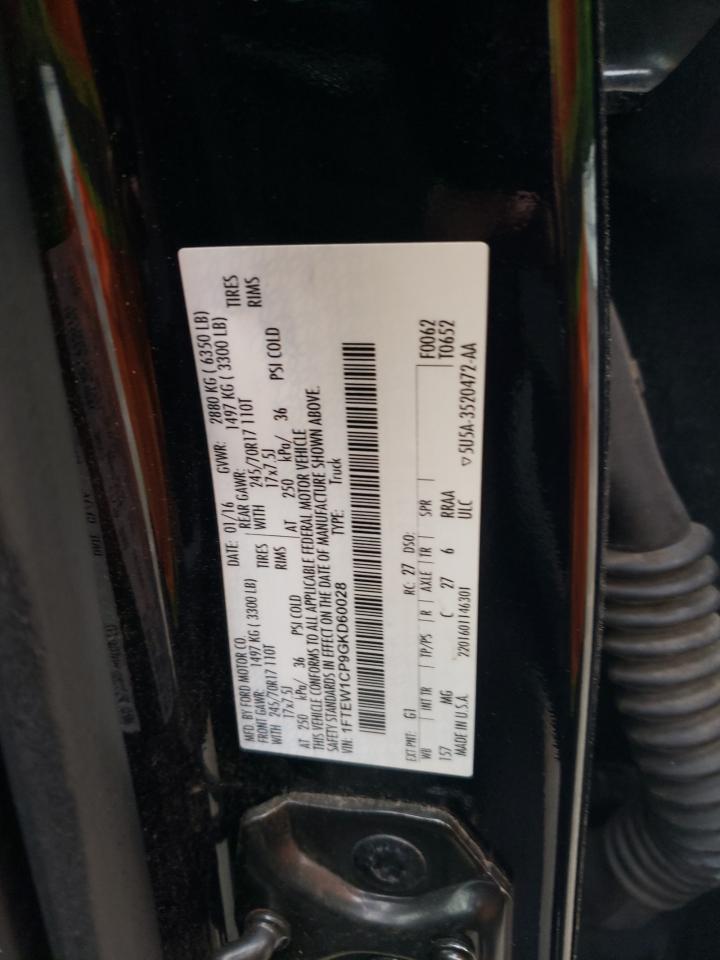 MFD. BY FORD MOTOR CO.
DATE: 01/16 GVWR: 2880 KG ( 6350 LB)
FRONT GAWR: 1497 KG ( 3300 LB) REAR GAWR: 1497 KG ( 3300 LB)
WITH 245/70R17 110T TIRES WITH 245/70R17 110T TIRES
17x7.5J RIMS 17x7.5J RIMS
AT 250 kPa/ 36 PSI COLD AT 250 kPa/ 36 PSI COLD
THIS VEHICLE CONFORMS TO ALL APPLICABLE FEDERAL MOTOR VEHICLE
SAFETY STANDARDS IN EFFECT ON THE DATE OF MANUFACTURE SHOWN ABOVE.
VIN: 1FTEW1CP9GKD60028 TYPE: Truck
EXT PNT: G1 RC: 27 DSO: F0062
WB INT TR TP/PS R AXLE TR SPR T0652
157 MG C 27 6 RRAA
MADE IN U.S.A. 2201601146301 ULC ▽5U5A-3520472-AA